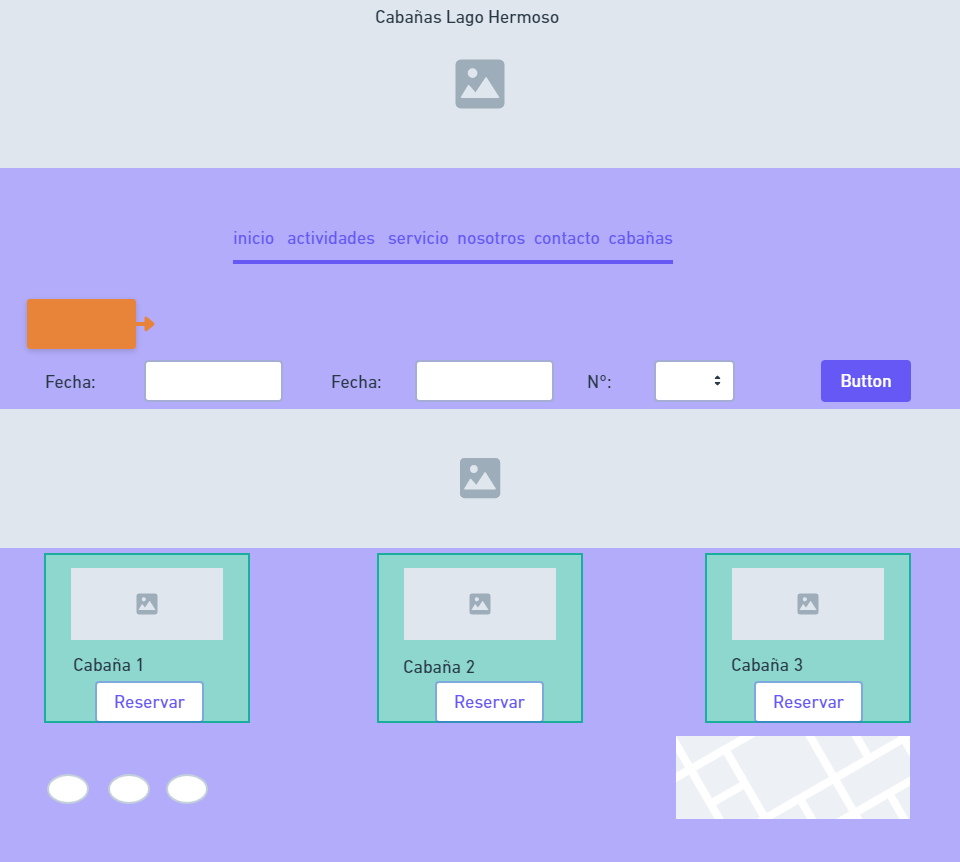 Cabañas Lago Hermoso
inicio actividades servicio nosotros contacto cabañas
Fecha: Fecha: Nº: Button
Cabaña 1 Cabaña 2 Cabaña 3
Reservar Reservar Reservar